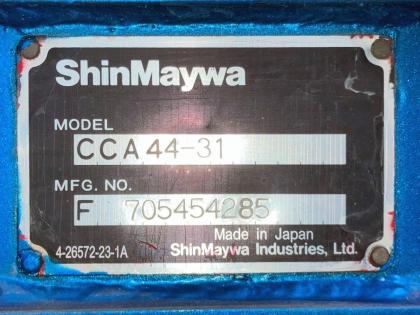 ShinMaywa
MODEL
CCA44-31
MFG. NO.
F 705454285
Made in Japan
4-26572-23-1A ShinMaywa Industries, Ltd.